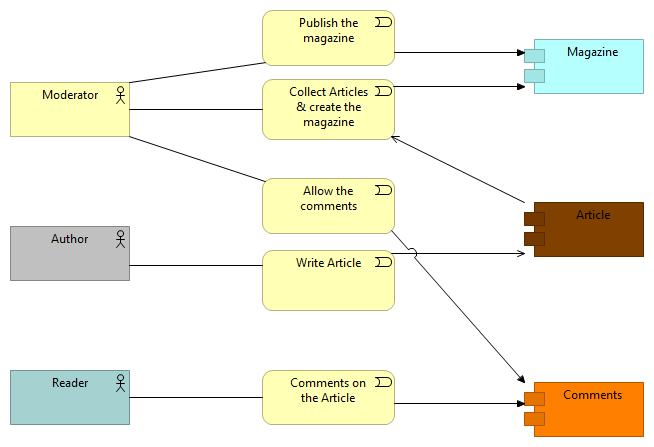 Publish the
magazine
Magazine
Moderator
Collect Articles
& create the
magazine
Allow the
comments
Article
Author
Write Article
Reader
Comments on
the Article
Comments